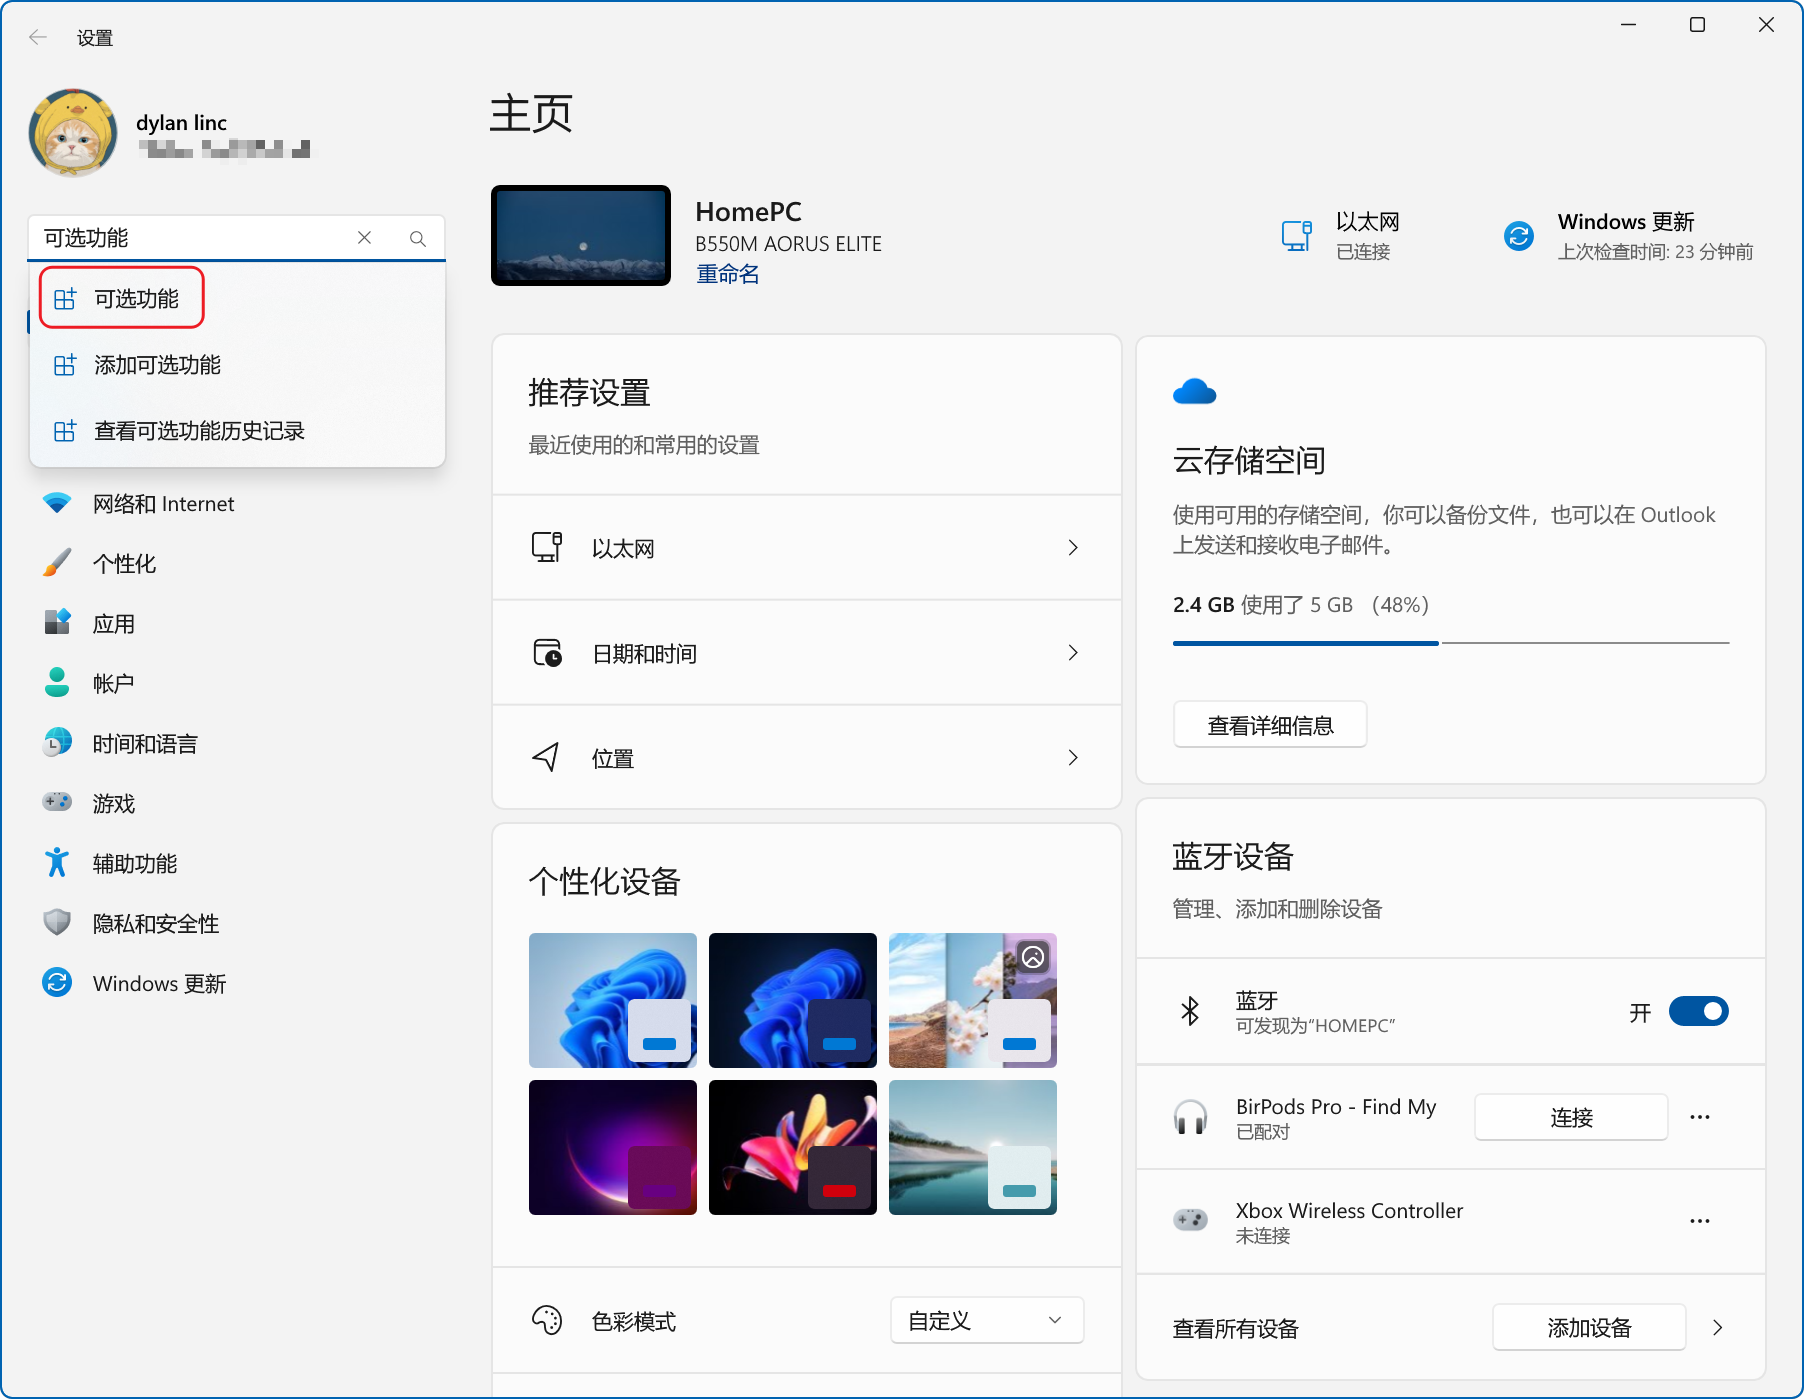 设置
dylan linc
可选功能
可选功能
添加可选功能
查看可选功能历史记录
网络和 Internet
个性化
应用
帐户
时间和语言
游戏
辅助功能
隐私和安全性
Windows 更新
主页
HomePC
B550M AORUS ELITE
重命名
以太网
已连接
Windows 更新
上次检查时间: 23 分钟前
推荐设置
最近使用的和常用的设置
以太网
日期和时间
位置
个性化设备
色彩模式
自定义
云存储空间
使用可用的存储空间，你可以备份文件，也可以在 Outlook
上发送和接收电子邮件。
2.4 GB 使用了 5 GB （48%）
查看详细信息
蓝牙设备
管理、添加和删除设备
蓝牙
可发现为“HOMEPC”
开
BirPods Pro - Find My
已配对
连接
Xbox Wireless Controller
未连接
查看所有设备
添加设备